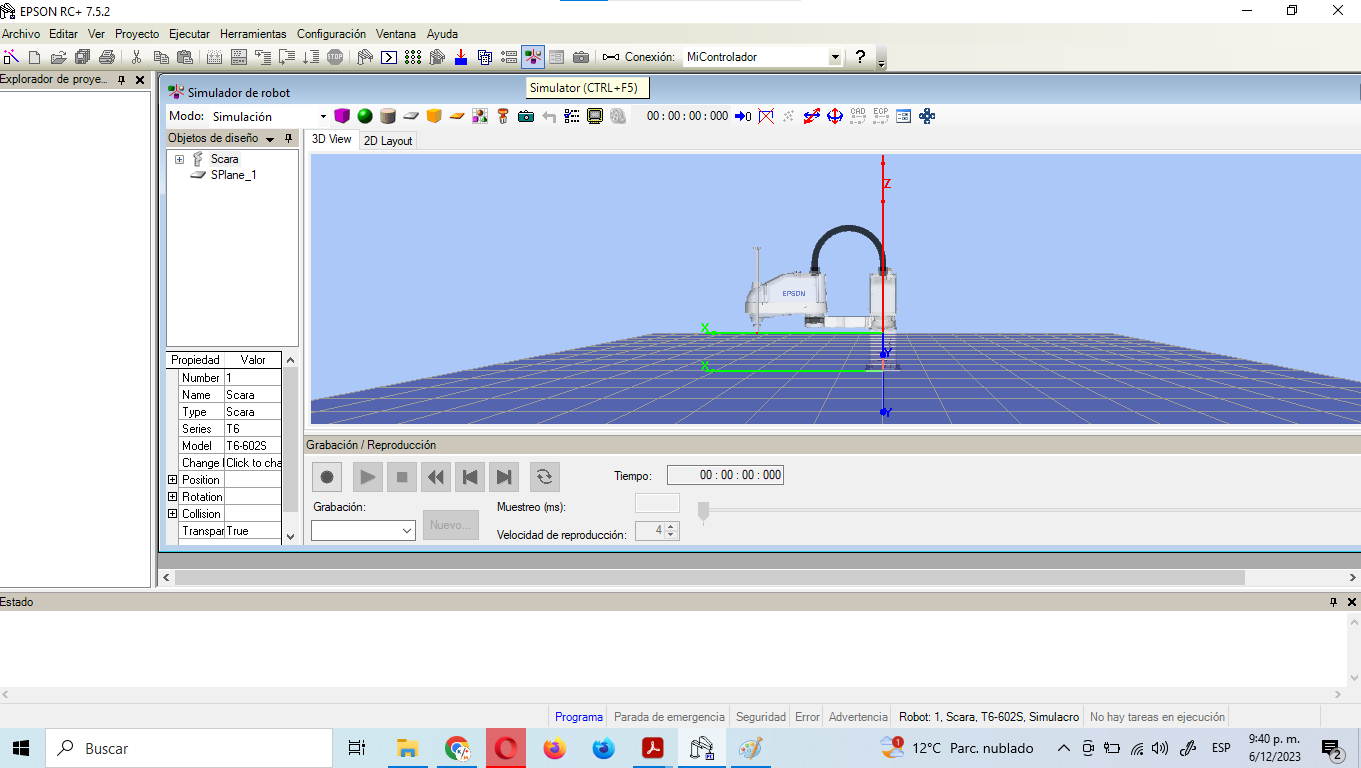 EPSON RC+ 7.5.2
Archivo Editar Ver Proyecto Ejecutar Herramientas Configuración Ventana Ayuda
STOP Conexión: MiControlador ?
Explorador de proye...
Simulador de robot
Simulator (CTRL+F5)
Modo: Simulación 00 : 00 : 00 : 000 CAD ECP
Objetos de diseño
3D View 2D Layout
Scara
SPlane_1
Z
EPSON
X
Y
X
Y
Propiedad Valor
Number 1
Name Scara
Type Scara
Series T6
Model T6-602S
Change Click to cha
Position
Rotation
Collision
Transpar True
Grabación / Reproducción
Tiempo: 00 : 00 : 00 : 000
Grabación:
Nuevo...
Muestreo (ms):
Velocidad de reproducción: 4
Estado
Programa Parada de emergencia Seguridad Error Advertencia Robot: 1, Scara, T6-602S, Simulacro No hay tareas en ejecución
Buscar
1
12°C Parc. nublado
ESP
9:40 p. m.
6/12/2023
2